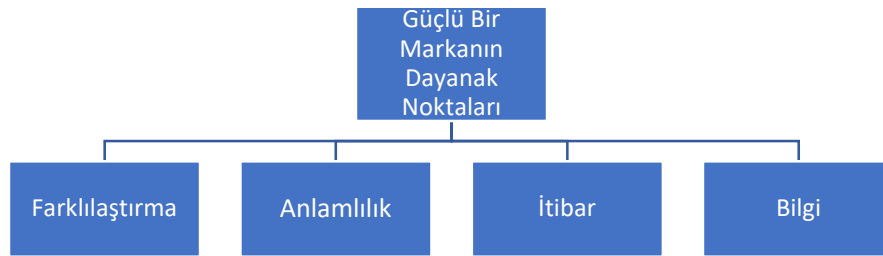 Güçlü Bir
Markanın
Dayanak
Noktaları
Farklılaştırma
Anlamlılık
İtibar
Bilgi